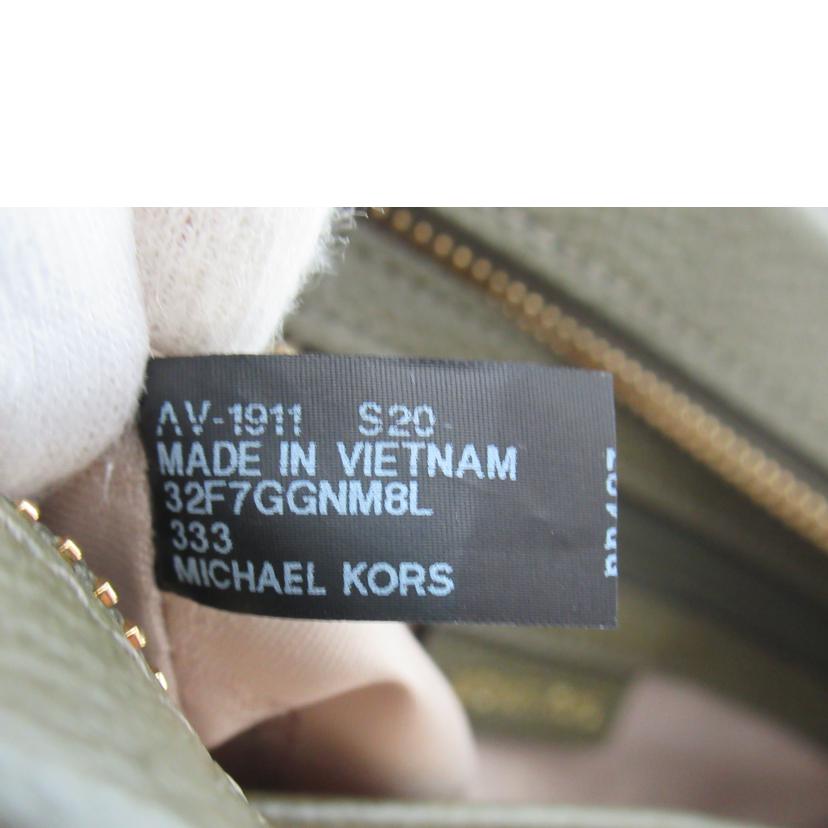 AV-1911 S20
MADE IN VIETNAM
32F7GGNM8L
333
MICHAEL KORS